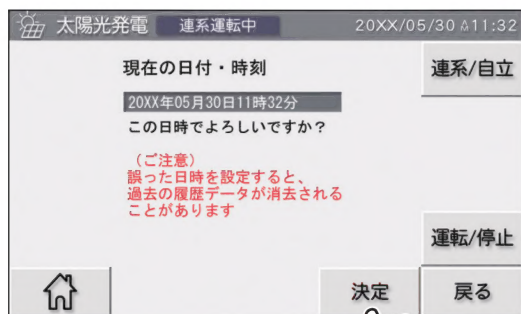 太陽光発電 連系運転中 20XX/05/30 11:32
現在の日付・時刻
連系/自立
20XX年05月30日11時32分
この日時でよろしいですか？
（ご注意）
誤った日時を設定すると、
過去の履歴データが消去される
ことがあります
運転/停止
決定 戻る